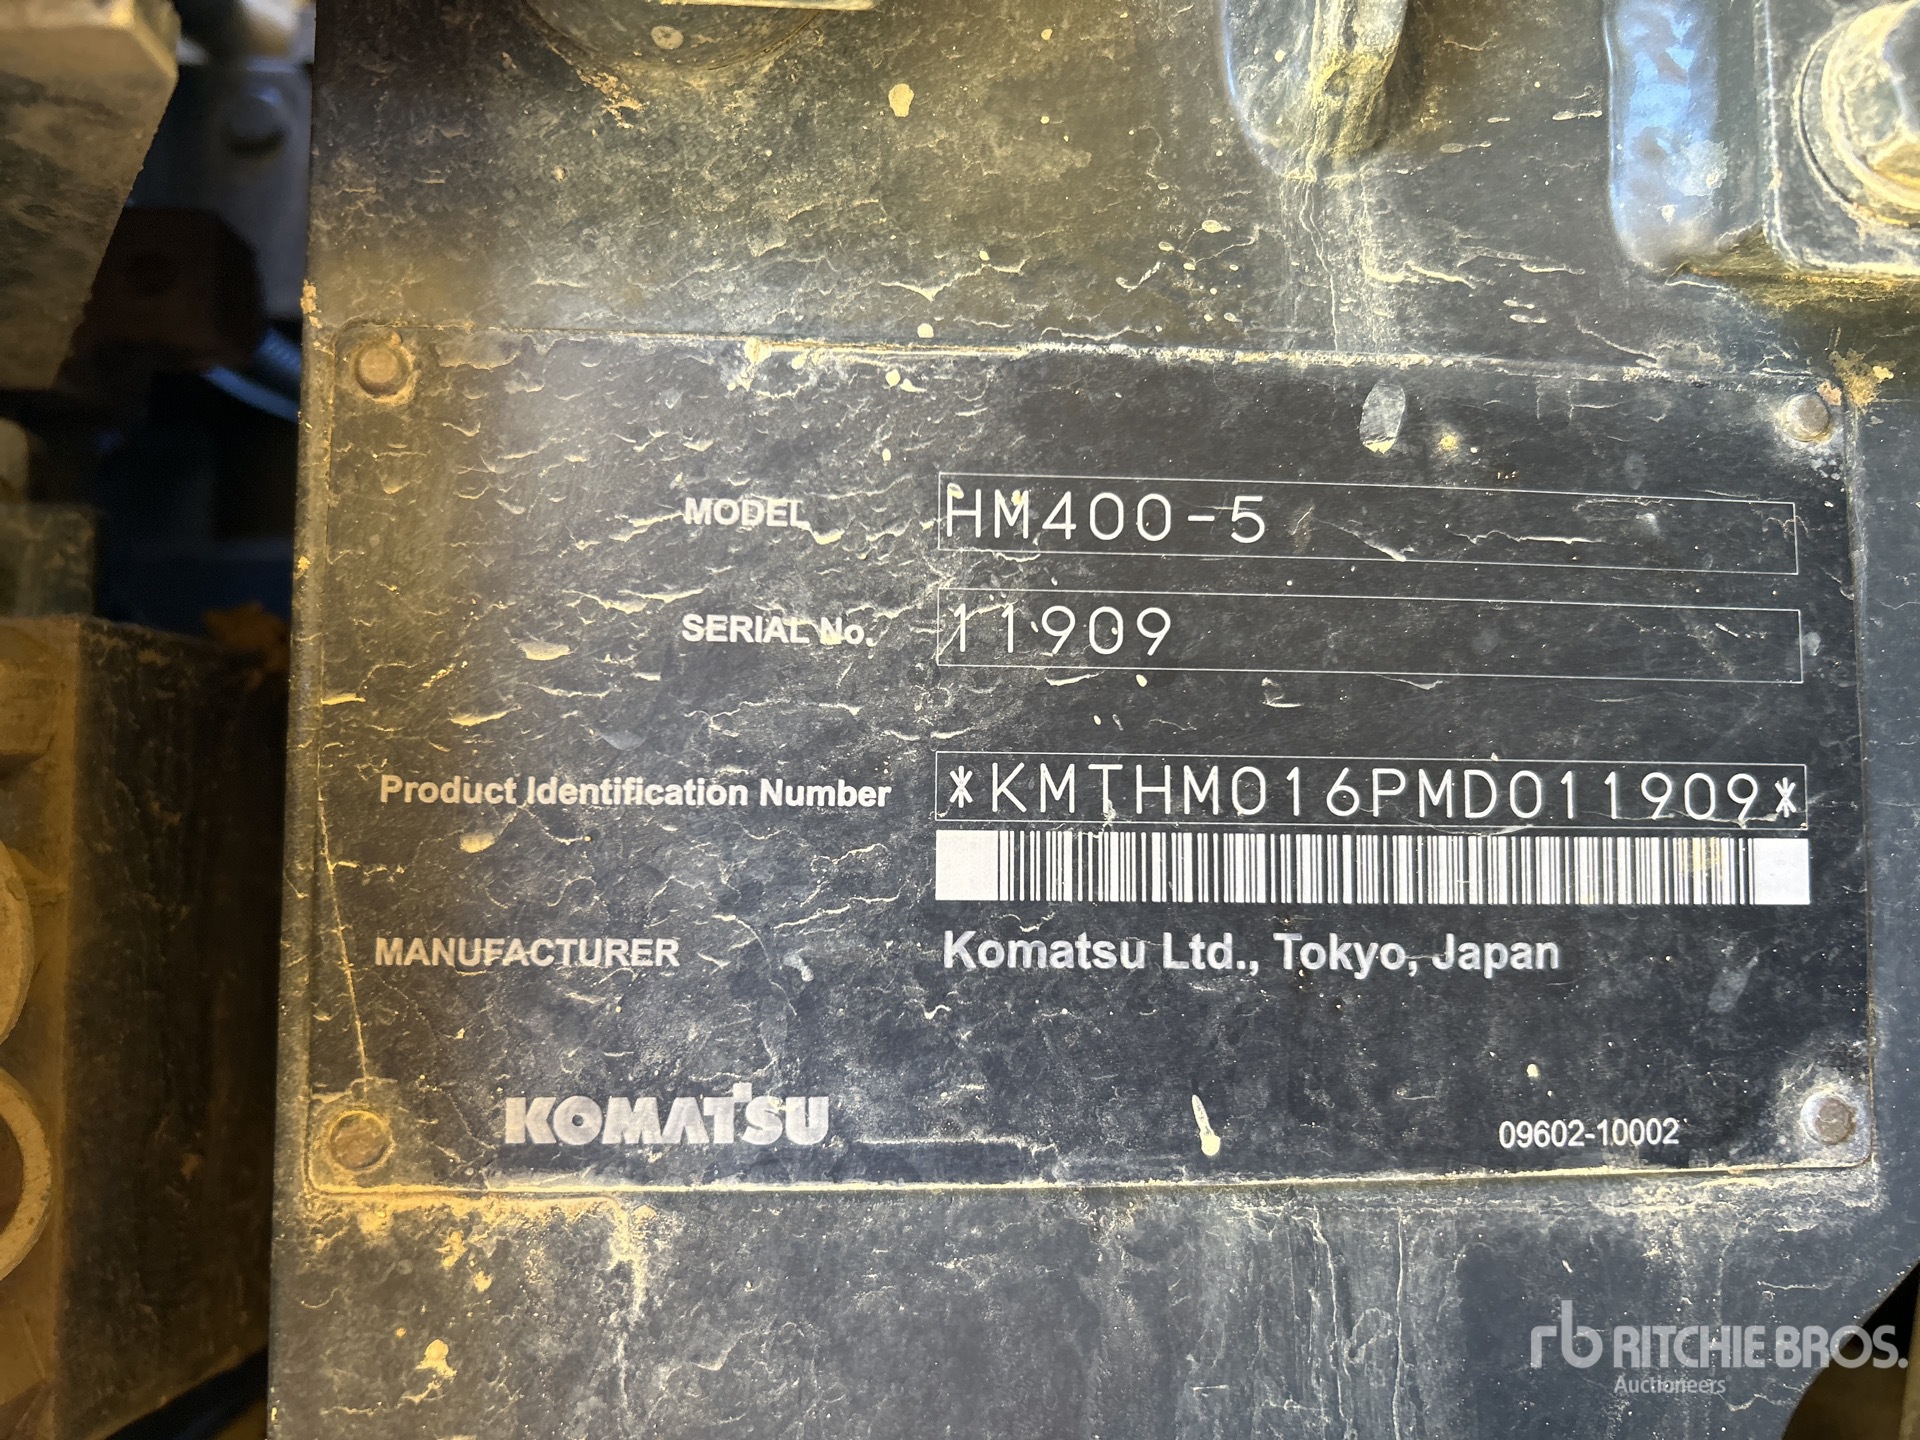 MODEL HM400-5
SERIAL No. 11909
Product Identification Number *KMTHM016PMD011909*
MANUFACTURER Komatsu Ltd., Tokyo, Japan
KOMATSU
09602-10002
rb RITCHIE BROS.
Auctioneers